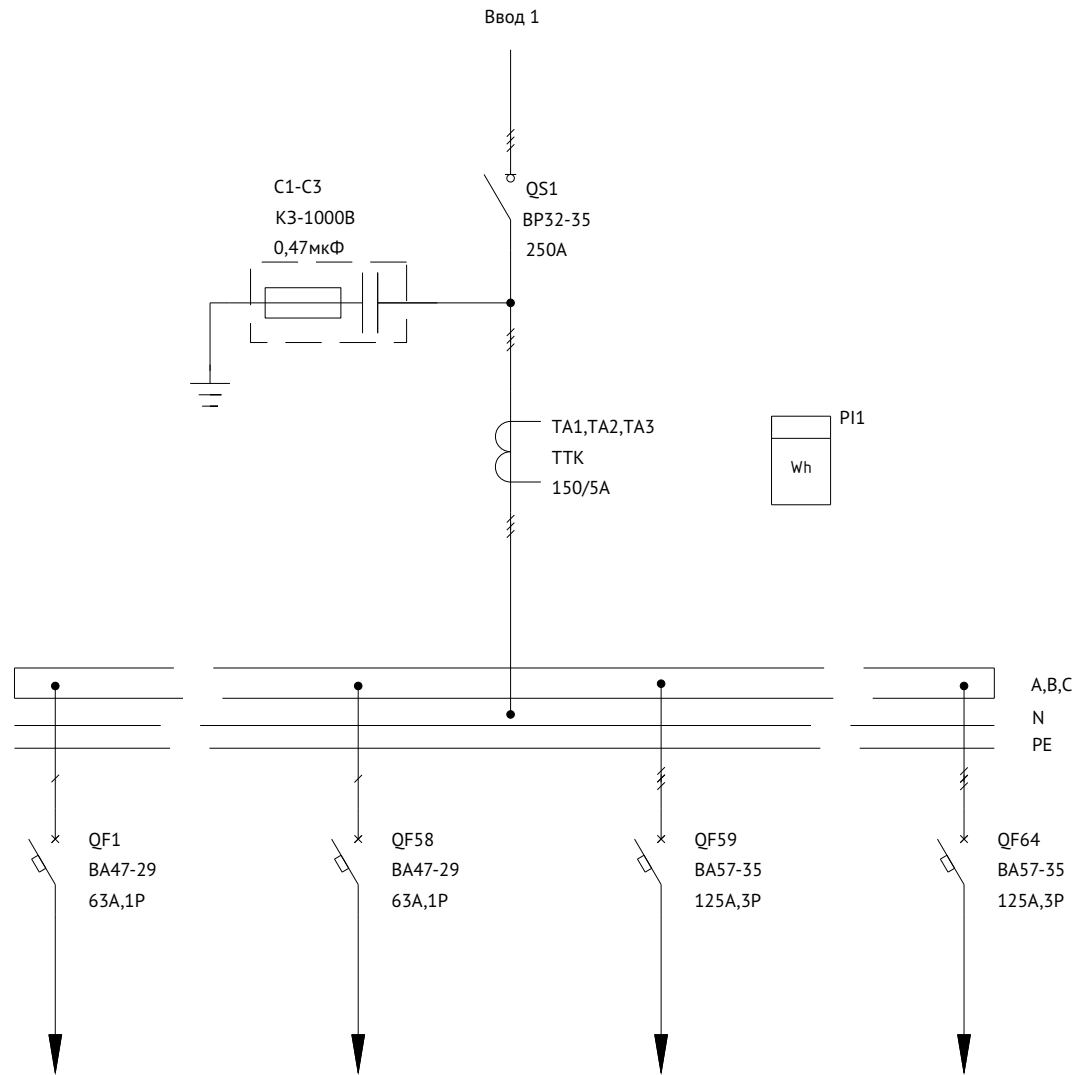 Ввод 1
С1-С3
КЗ-1000В
0,47мкФ
QS1
ВР32-35
250А
ТА1,ТА2,ТА3
ТТК
150/5А
PI1
Wh
А,В,С
N
PE
QF1
ВА47-29
63А,1Р
QF58
ВА47-29
63А,1Р
QF59
ВА57-35
125А,3Р
QF64
ВА57-35
125А,3Р